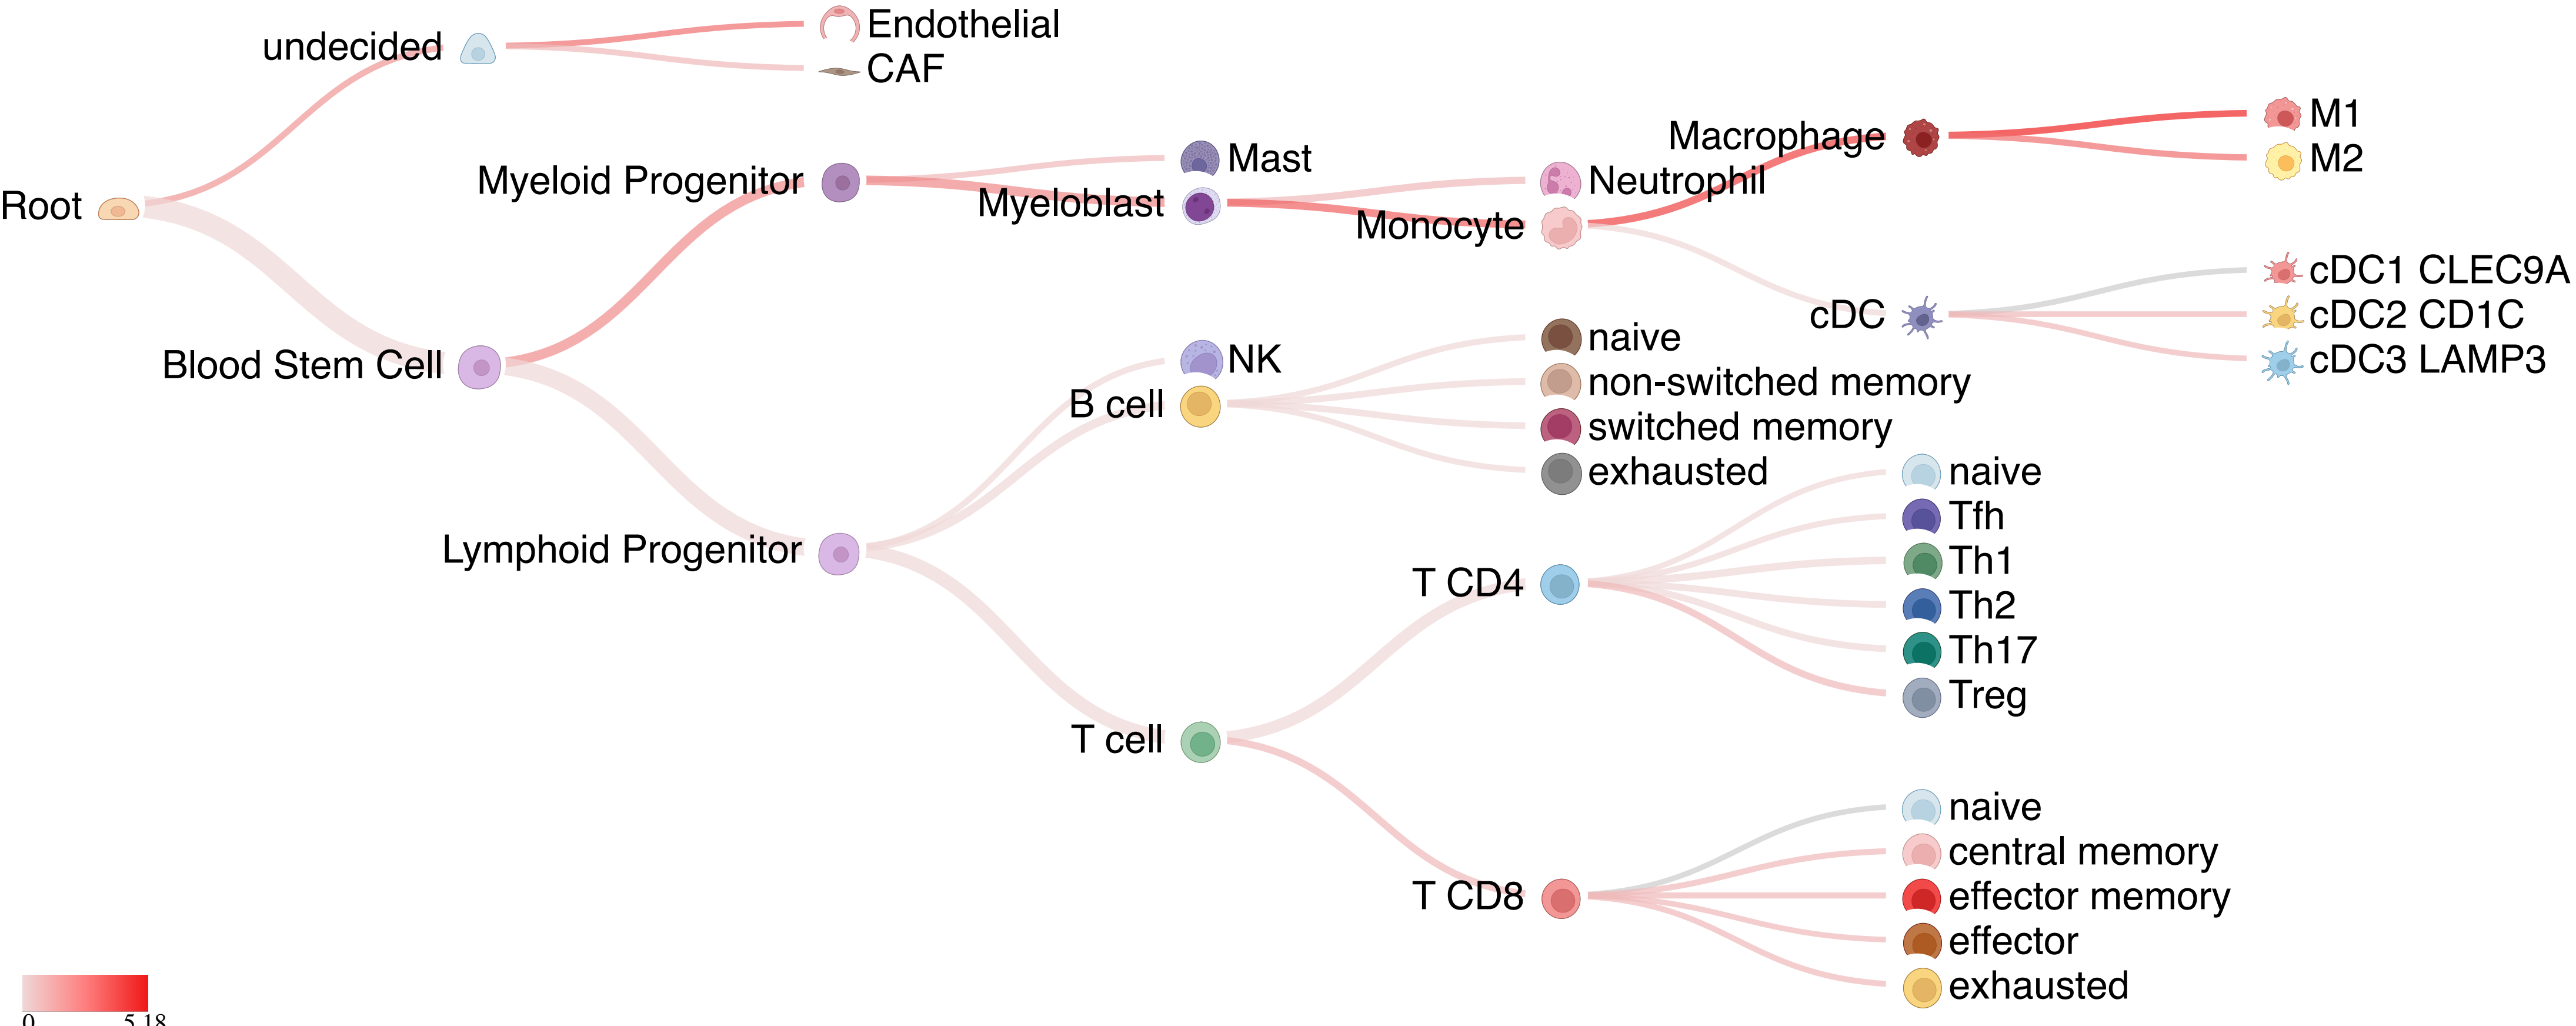 Root
undecided
Endothelial
CAF
Blood Stem Cell
Myeloid Progenitor
Mast
Myeloblast
Neutrophil
Monocyte
Macrophage
M1
M2
cDC
cDC1 CLEC9A
cDC2 CD1C
cDC3 LAMP3
Lymphoid Progenitor
NK
B cell
naive
non-switched memory
switched memory
exhausted
T cell
T CD4
naive
Tfh
Th1
Th2
Th17
Treg
T CD8
naive
central memory
effector memory
effector
exhausted
0 5.18